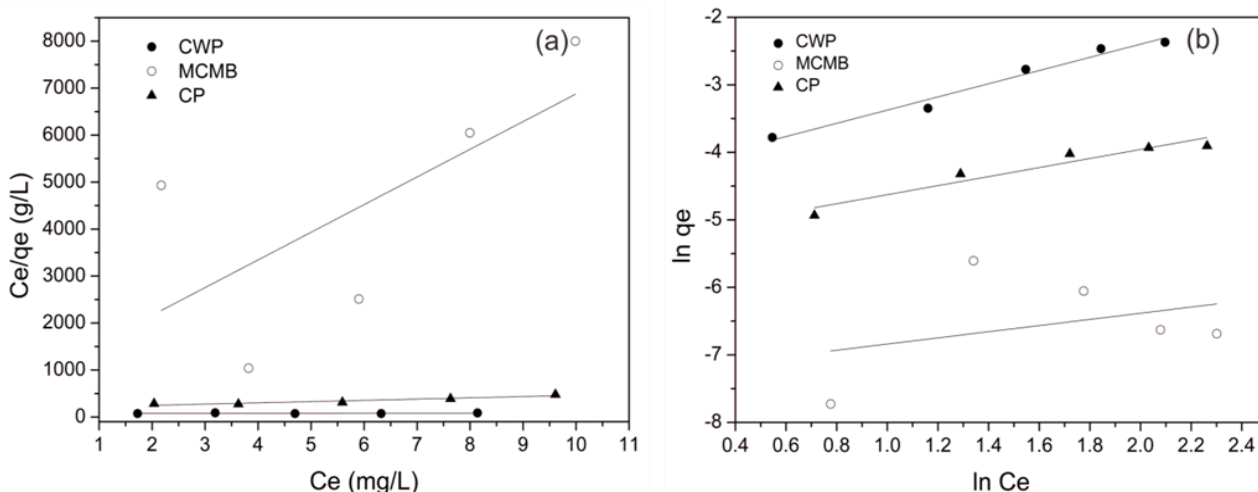 (a)
CWP
MCMB
CP
8000
7000
6000
5000
4000
3000
2000
1000
0
Ce/qe (g/L)
1 2 3 4 5 6 7 8 9 10 11
Ce (mg/L)
(b)
CWP
MCMB
CP
-2
-3
-4
-5
-6
-7
-8
ln qe
0.4 0.6 0.8 1.0 1.2 1.4 1.6 1.8 2.0 2.2 2.4
ln Ce